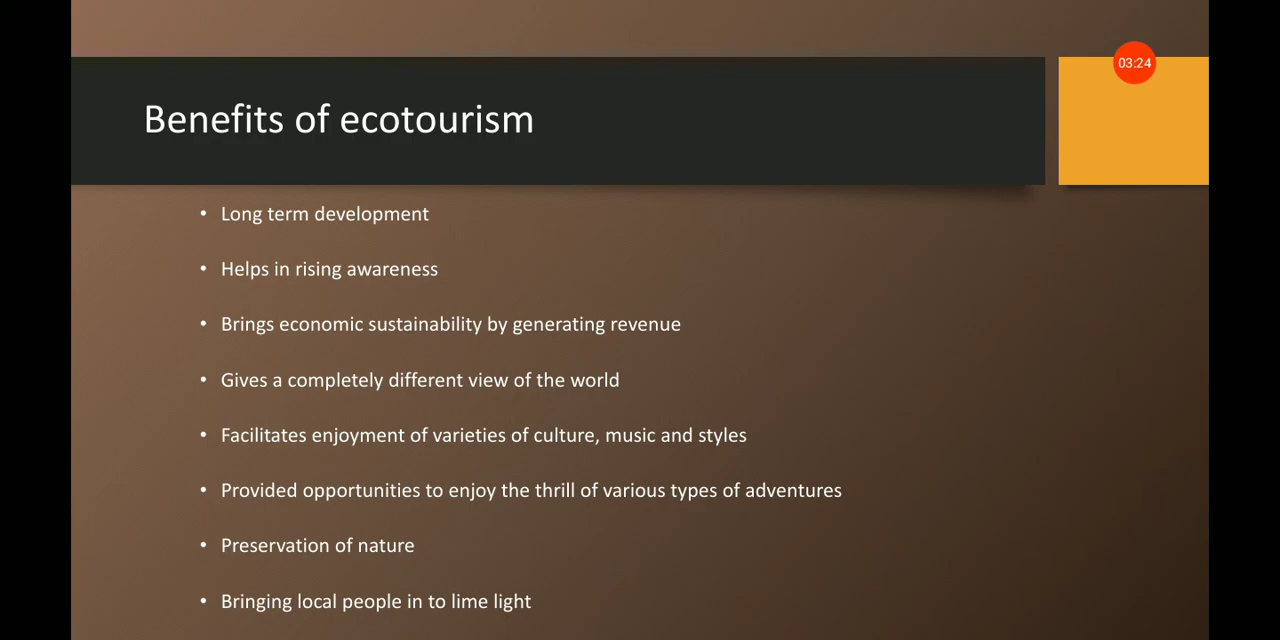 03:24
Benefits of ecotourism
• Long term development
• Helps in rising awareness
• Brings economic sustainability by generating revenue
• Gives a completely different view of the world
• Facilitates enjoyment of varieties of culture, music and styles
• Provided opportunities to enjoy the thrill of various types of adventures
• Preservation of nature
• Bringing local people in to lime light